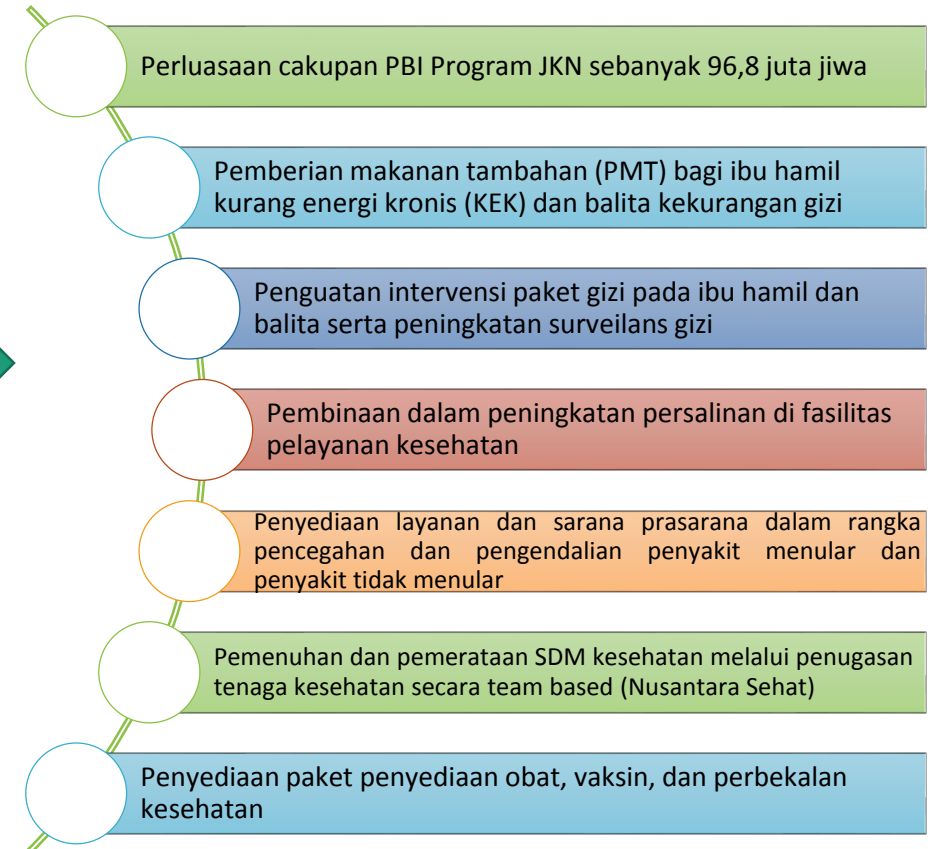 Perluasaan cakupan PBI Program JKN sebanyak 96,8 juta jiwa
Pemberian makanan tambahan (PMT) bagi ibu hamil
kurang energi kronis (KEK) dan balita kekurangan gizi
Penguatan intervensi paket gizi pada ibu hamil dan
balita serta peningkatan surveilans gizi
Pembinaan dalam peningkatan persalinan di fasilitas
pelayanan kesehatan
Penyediaan layanan dan sarana prasarana dalam rangka
pencegahan dan pengendalian penyakit menular dan
penyakit tidak menular
Pemenuhan dan pemerataan SDM kesehatan melalui penugasan
tenaga kesehatan secara team based (Nusantara Sehat)
Penyediaan paket penyediaan obat, vaksin, dan perbekalan
kesehatan